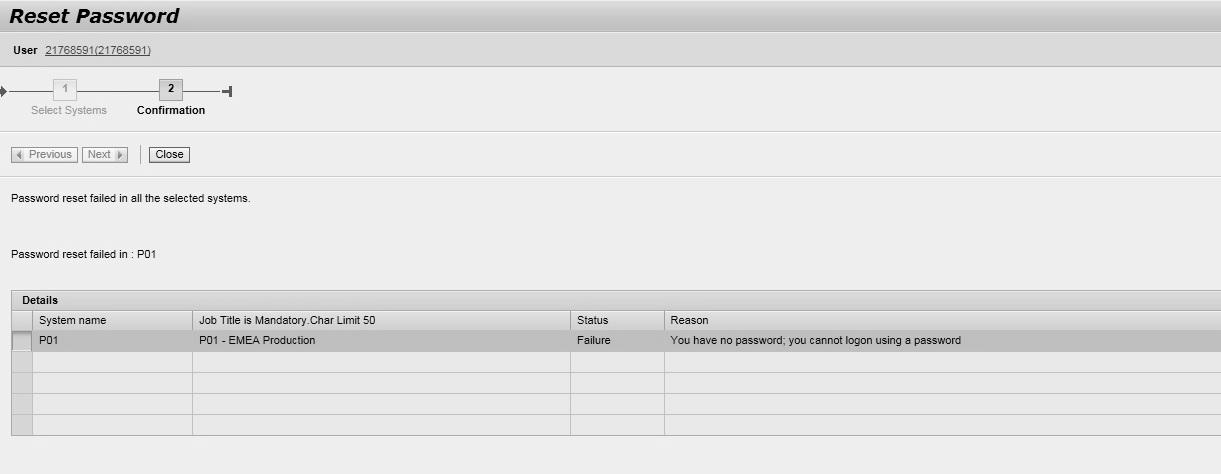 Reset Password
User 21768591(21768591)
1 2
Select Systems Confirmation
Previous Next Close
Password reset failed in all the selected systems.
Password reset failed in : P01
Details
System name Job Title is Mandatory.Char Limit 50 Status Reason
P01 P01 - EMEA Production Failure You have no password; you cannot logon using a password